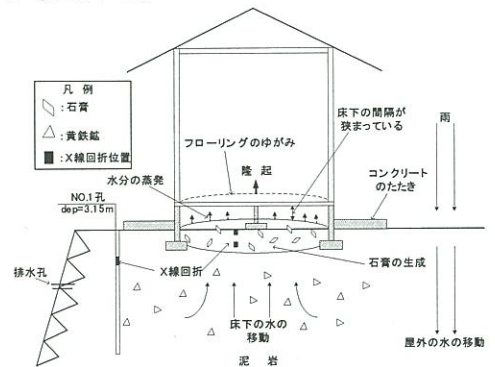 凡 例
:石膏
:黄鉄鉱
:X線回折位置
床下の間隔が
狭まっている
雨
フローリングのゆがみ
隆 起
水分の蒸発
コンクリート
のたたき
NO.1 孔
dep=3.15m
排水孔
X線回折
石膏の生成
床下の水の
移動
屋外の水の移動
泥 岩